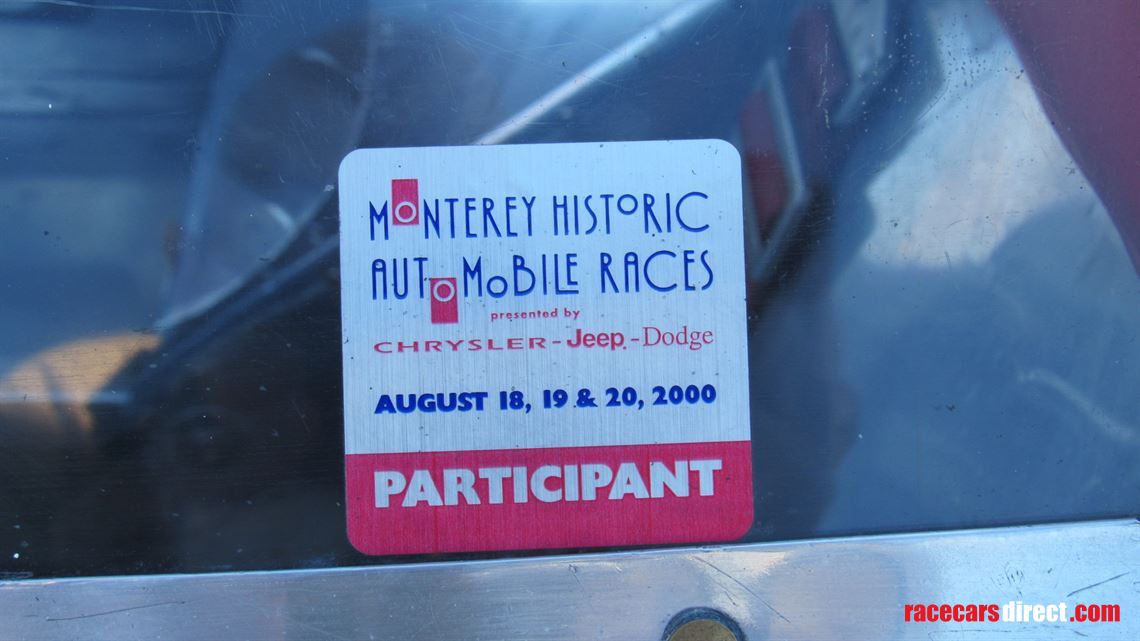 MONTEREY HISTORIC
AUTOMOBILE RACES
presented by
CHRYSLER - Jeep - Dodge
AUGUST 18, 19 & 20, 2000
PARTICIPANT
racecarsdirect.com